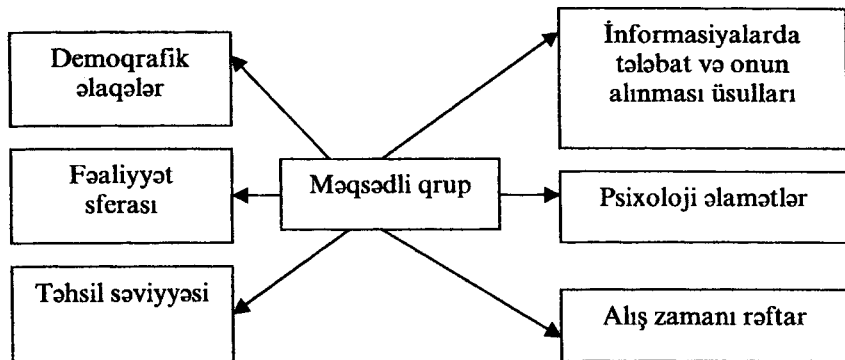 Demoqrafik
əlaqələr
İnformasiyalarda
tələbat və onun
alınması üsulları
Fəaliyyət
sferası
Məqsədli qrup
Psixoloji əlamətlər
Təhsil səviyyəsi
Alış zamanı rəftar